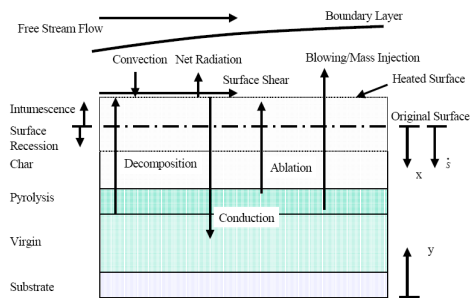 Free Stream Flow
Boundary Layer
Convection
Net Radiation
Blowing/Mass Injection
Surface Shear
Heated Surface
Intumescence
Original Surface
Surface
Recession
Char
Decomposition
Ablation
x
ṡ
Pyrolysis
Conduction
Virgin
y
Substrate